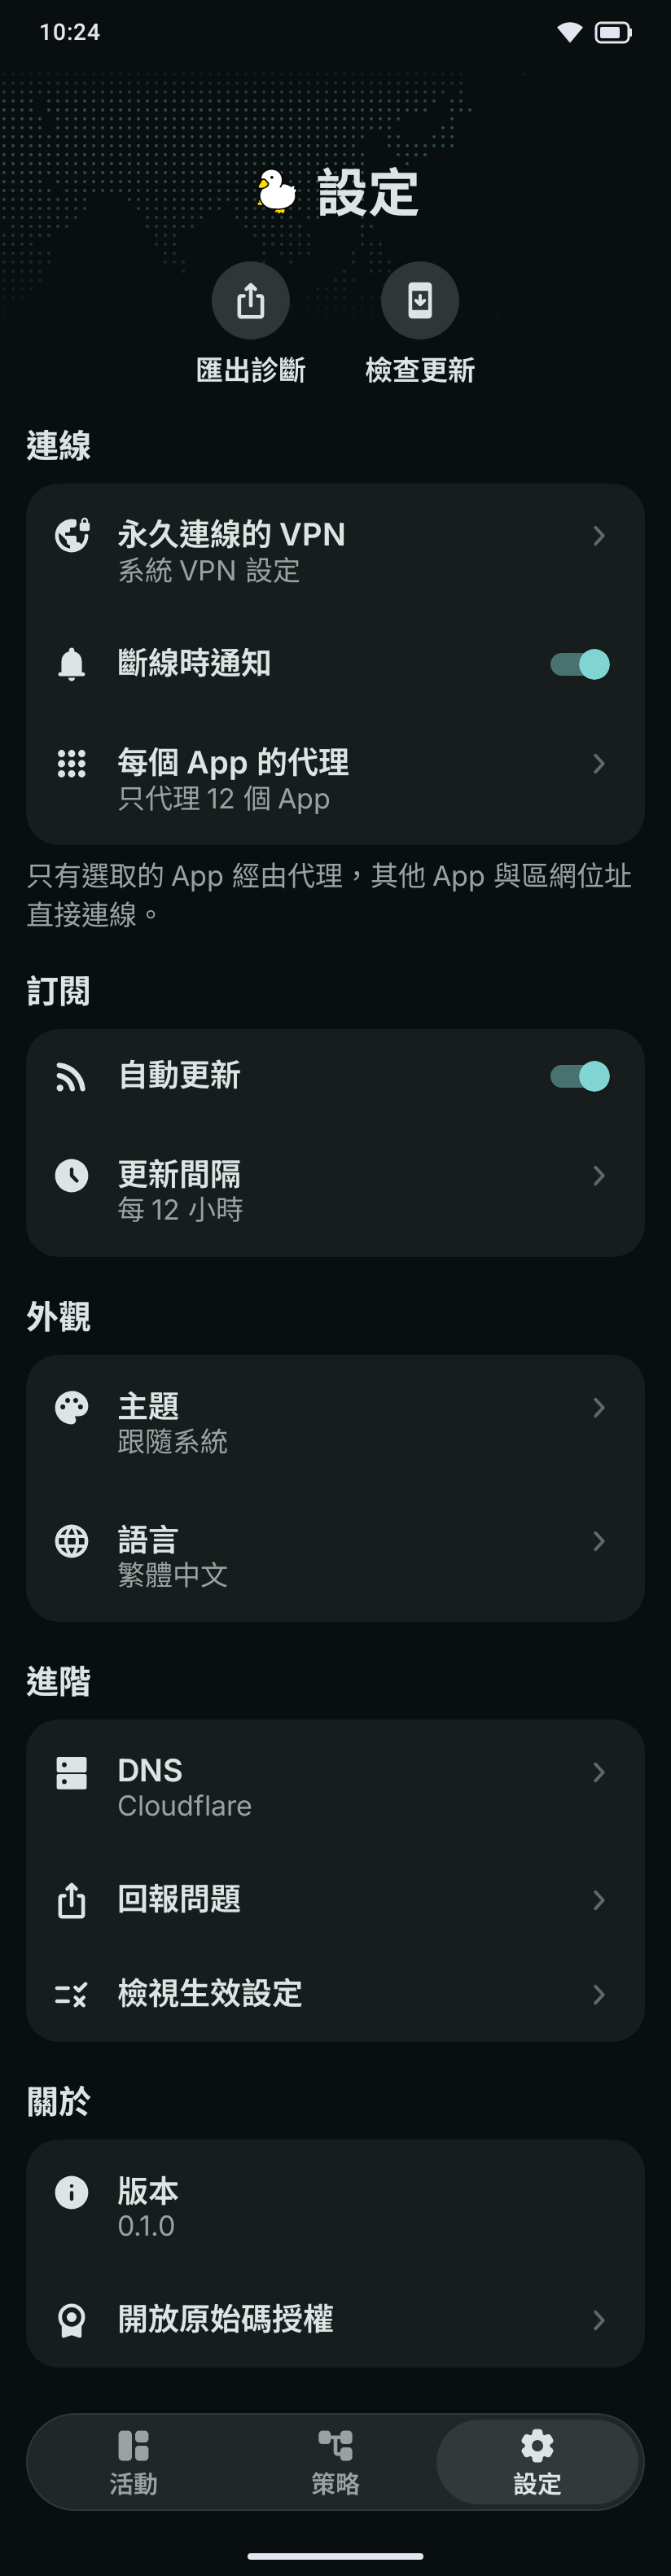 10:24
設定
匯出診斷
檢查更新
連線
永久連線的 VPN
系統 VPN 設定
斷線時通知
每個 App 的代理
只代理 12 個 App
只有選取的 App 經由代理，其他 App 與區網位址
直接連線。
訂閱
自動更新
更新間隔
每 12 小時
外觀
主題
跟隨系統
語言
繁體中文
進階
DNS
Cloudflare
回報問題
檢視生效設定
關於
版本
0.1.0
開放原始碼授權
活動
策略
設定